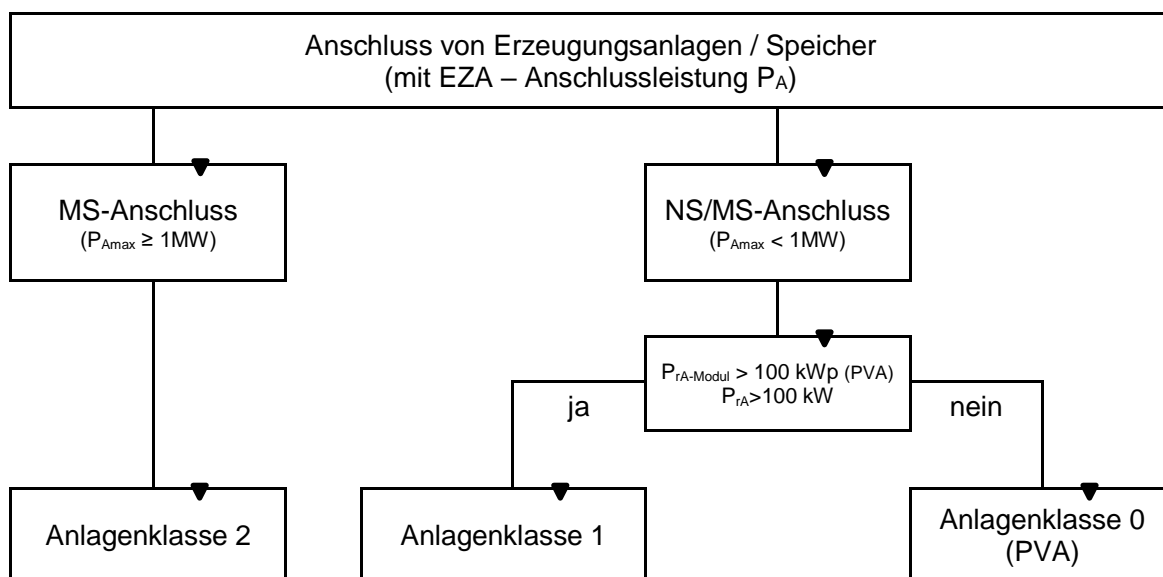 Anschluss von Erzeugungsanlagen / Speicher
(mit EZA – Anschlussleistung PA)
MS-Anschluss
(PAmax ≥ 1MW)
NS/MS-Anschluss
(PAmax < 1MW)
PrA-Modul > 100 kWp (PVA)
PrA>100 kW
ja
nein
Anlagenklasse 2
Anlagenklasse 1
Anlagenklasse 0
(PVA)